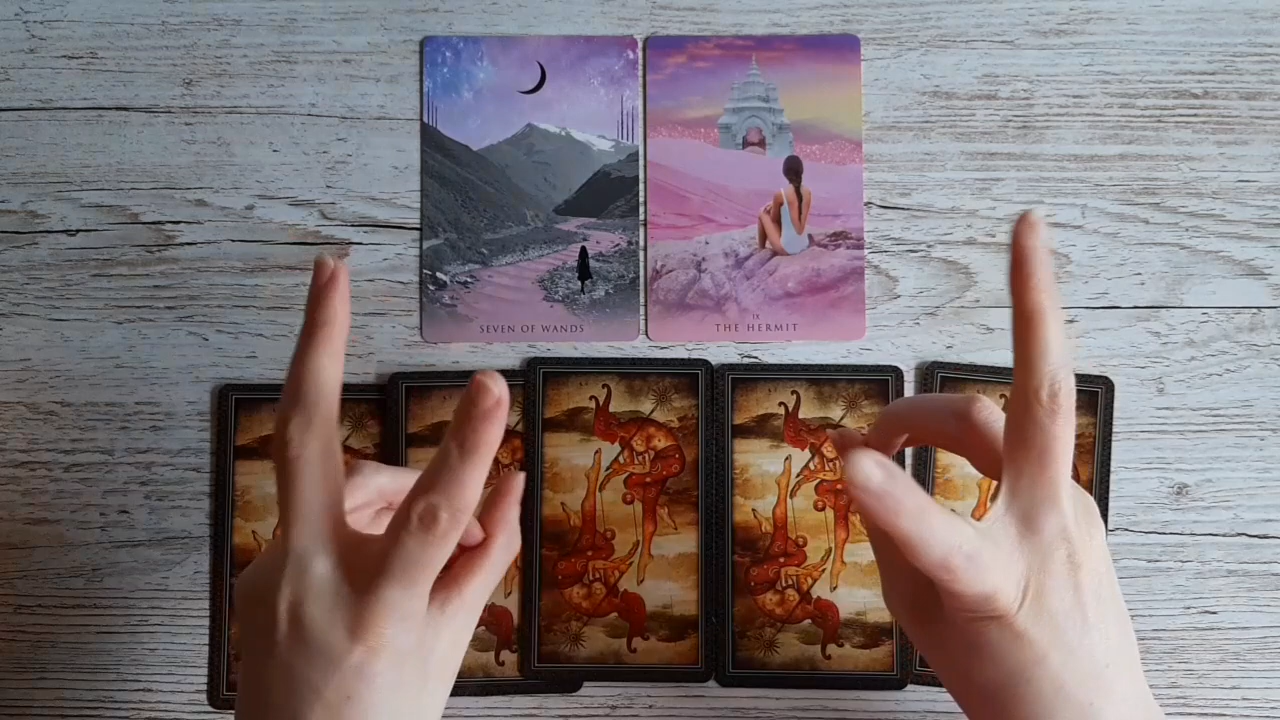 SEVEN OF WANDS
IX
THE HERMIT